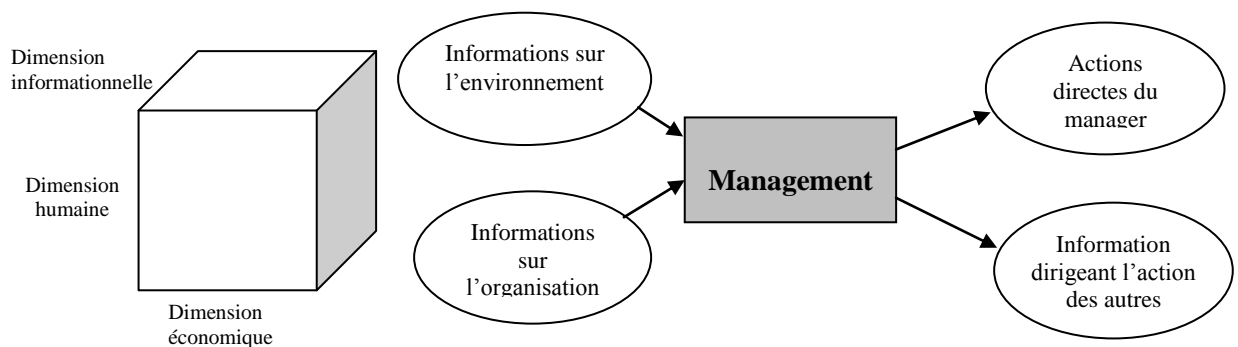 Dimension
informationnelle
Dimension
humaine
Dimension
économique
Informations sur
l’environnement
Informations
sur
l’organisation
Management
Actions
directes du
manager
Information
dirigeant l’action
des autres